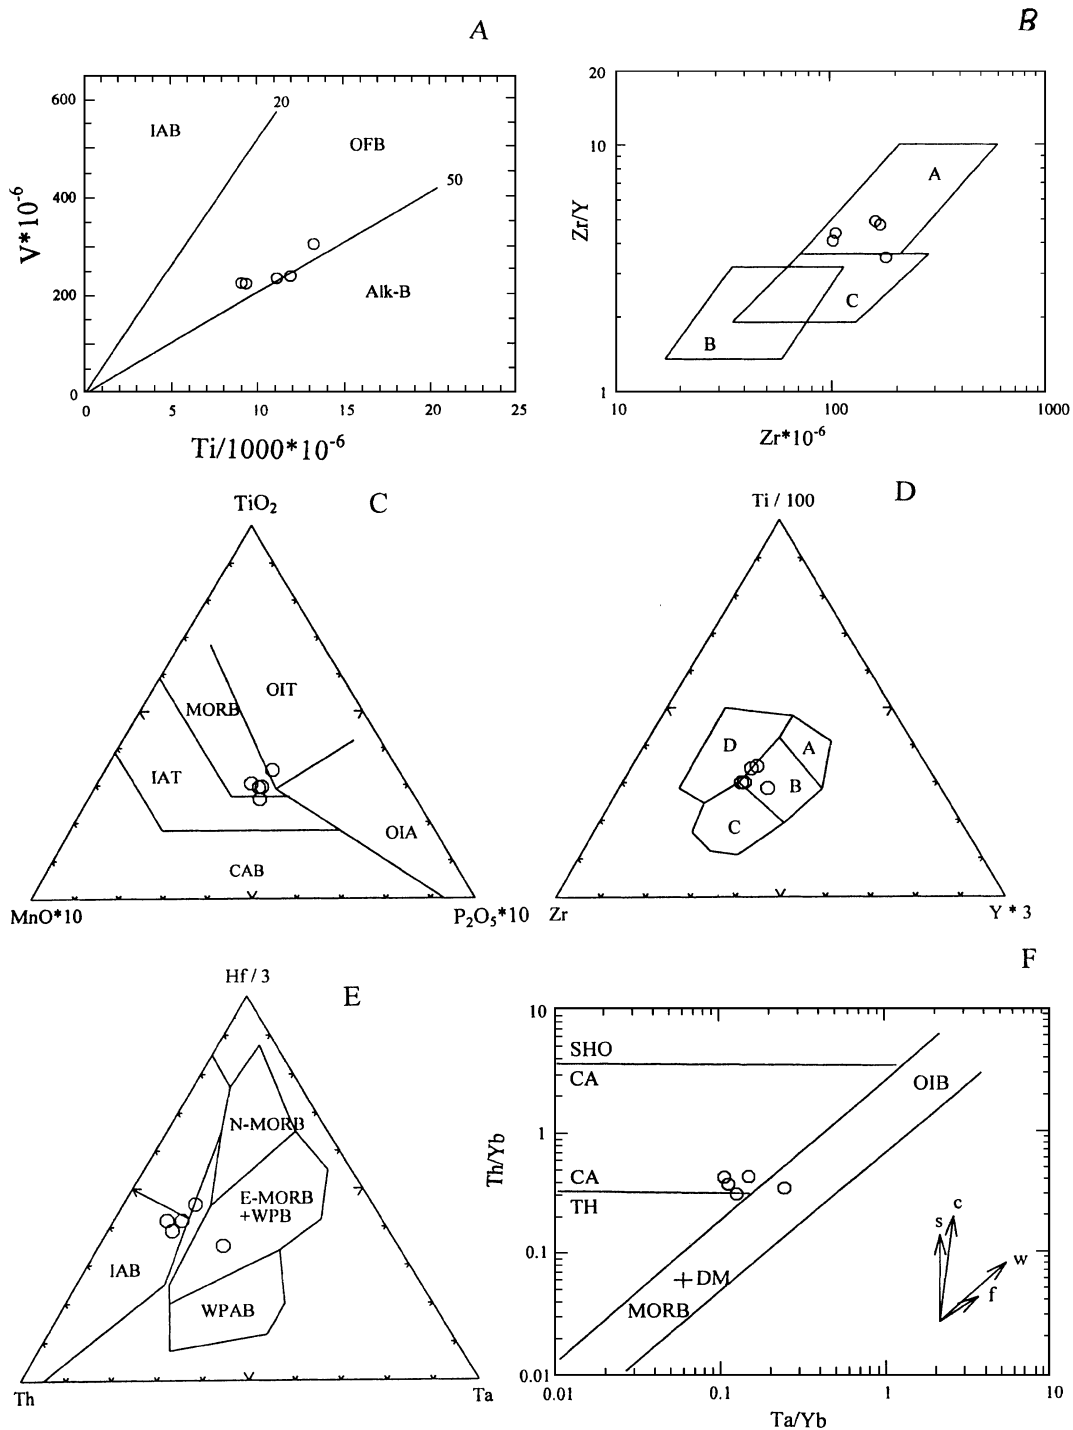 A
600
400
200
0
V*10-6
IAB
20
OFB
50
Alk-B
0
5
10
15
20
25
Ti/1000*10-6
B
20
10
1
Zr/Y
A
C
B
10
100
1000
Zr*10-6
C
TiO2
OIT
MORB
IAT
OIA
CAB
MnO*10
P2O5*10
D
Ti / 100
D
A
B
C
Zr
Y * 3
E
Hf / 3
N-MORB
E-MORB
+WPB
IAB
WPAB
Th
Ta
F
10
1
0.1
0.01
Th/Yb
SHO
CA
OIB
CA
TH
s
c
w
f
DM
MORB
0.01
0.1
1
10
Ta/Yb